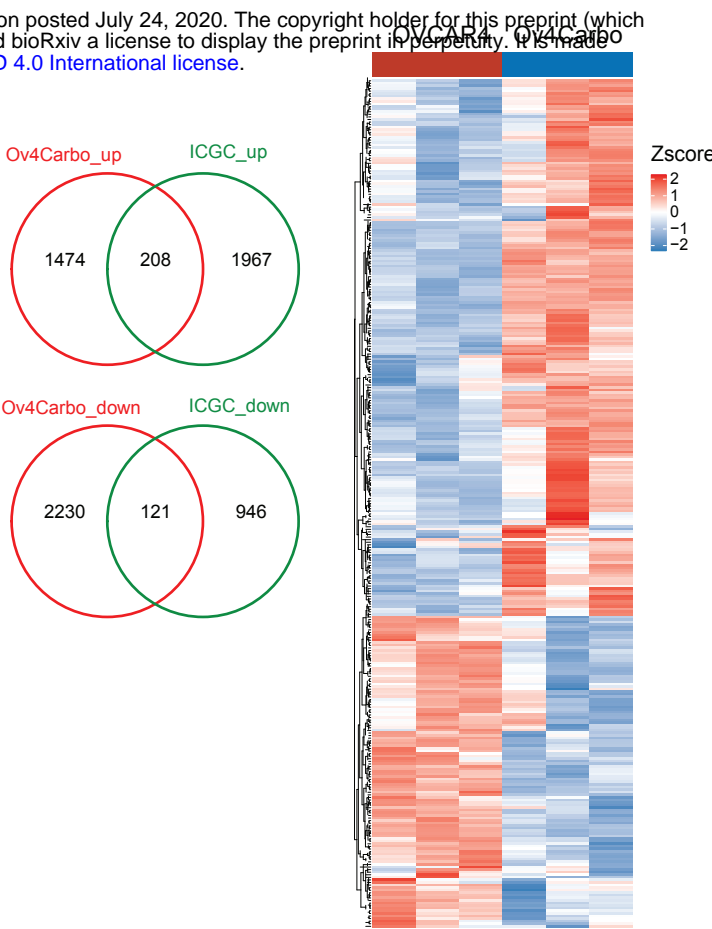 on posted July 24, 2020. The copyright holder for this preprint (which
d bioRxiv a license to display the preprint in perpetuity. It is made
D 4.0 International license.
OVCAR4 Ov4Carbo
Ov4Carbo_up ICGC_up
1474 208 1967
Ov4Carbo_down ICGC_down
2230 121 946
Zscore
2
1
0
−1
−2